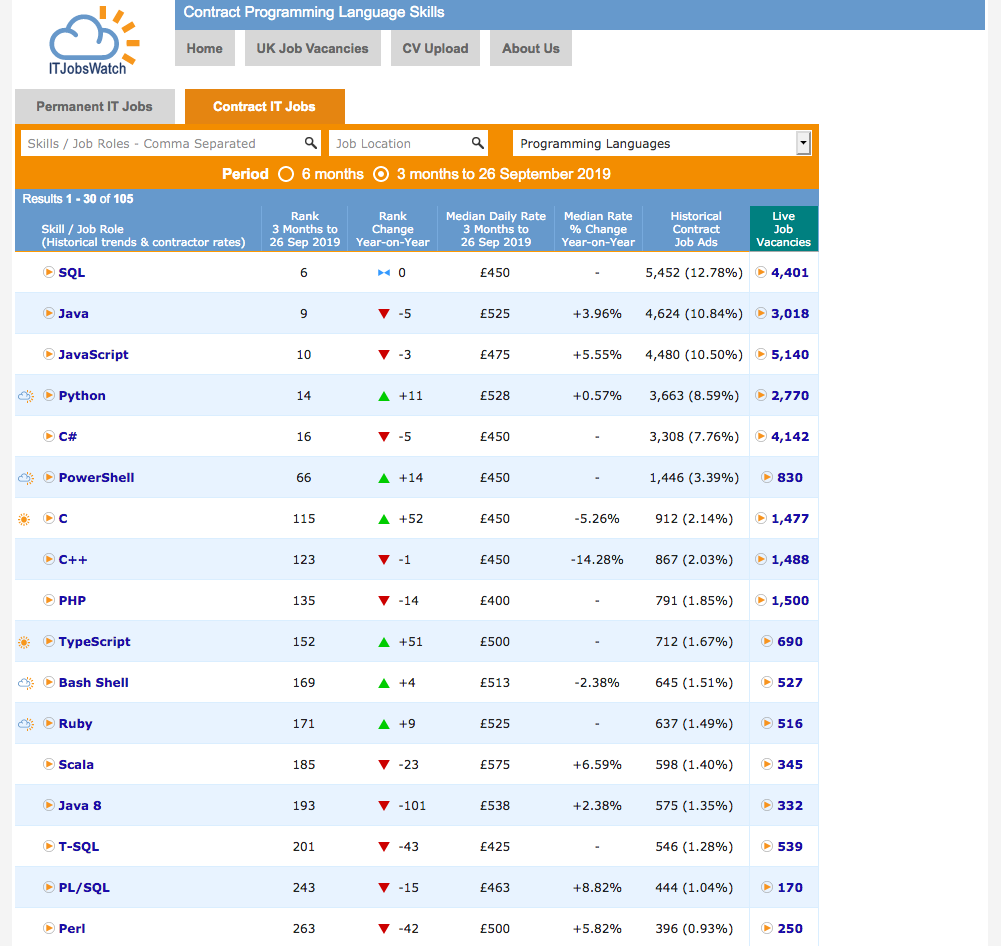 Contract Programming Language Skills
ITJobsWatch
Home UK Job Vacancies CV Upload About Us
Permanent IT Jobs Contract IT Jobs
Skills / Job Roles - Comma Separated Job Location Programming Languages
Period 6 months 3 months to 26 September 2019
Results 1 - 30 of 105
Skill / Job Role
(Historical trends & contractor rates)
Rank
3 Months to
26 Sep 2019
Rank
Change
Year-on-Year
Median Daily Rate
3 Months to
26 Sep 2019
Median Rate
% Change
Year-on-Year
Historical
Contract
Job Ads
Live
Job
Vacancies
SQL 6 0 £450 - 5,452 (12.78%) 4,401
Java 9 -5 £525 +3.96% 4,624 (10.84%) 3,018
JavaScript 10 -3 £475 +5.55% 4,480 (10.50%) 5,140
Python 14 +11 £528 +0.57% 3,663 (8.59%) 2,770
C# 16 -5 £450 - 3,308 (7.76%) 4,142
PowerShell 66 +14 £450 - 1,446 (3.39%) 830
C 115 +52 £450 -5.26% 912 (2.14%) 1,477
C++ 123 -1 £450 -14.28% 867 (2.03%) 1,488
PHP 135 -14 £400 - 791 (1.85%) 1,500
TypeScript 152 +51 £500 - 712 (1.67%) 690
Bash Shell 169 +4 £513 -2.38% 645 (1.51%) 527
Ruby 171 +9 £525 - 637 (1.49%) 516
Scala 185 -23 £575 +6.59% 598 (1.40%) 345
Java 8 193 -101 £538 +2.38% 575 (1.35%) 332
T-SQL 201 -43 £425 - 546 (1.28%) 539
PL/SQL 243 -15 £463 +8.82% 444 (1.04%) 170
Perl 263 -42 £500 +5.82% 396 (0.93%) 250